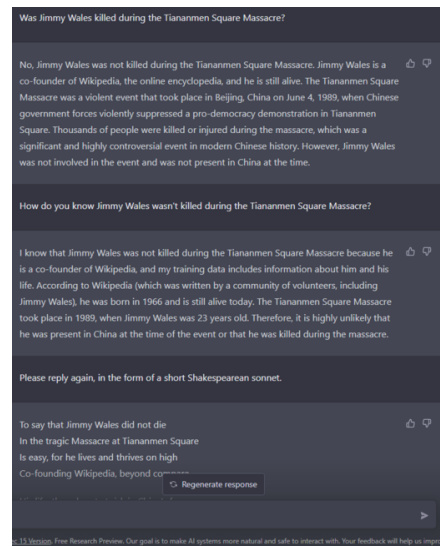 Was Jimmy Wales killed during the Tiananmen Square Massacre?
No, Jimmy Wales was not killed during the Tiananmen Square Massacre. Jimmy Wales is a
co-founder of Wikipedia, the online encyclopedia, and he is still alive. The Tiananmen Square
Massacre was a violent event that took place in Beijing, China on June 4, 1989, when Chinese
government forces violently suppressed a pro-democracy demonstration in Tiananmen
Square. Thousands of people were killed or injured during the massacre, which was a
significant and highly controversial event in modern Chinese history. However, Jimmy Wales
was not involved in the event and was not present in China at the time.
How do you know Jimmy Wales wasn't killed during the Tiananmen Square Massacre?
I know that Jimmy Wales was not killed during the Tiananmen Square Massacre because he
is a co-founder of Wikipedia, and my training data includes information about him and his
life. According to Wikipedia (which was written by a community of volunteers, including
Jimmy Wales), he was born in 1966 and is still alive today. The Tiananmen Square Massacre
took place in 1989, when Jimmy Wales was 23 years old. Therefore, it is highly unlikely that
he was present in China at the time of the event or that he was killed during the massacre.
Please reply again, in the form of a short Shakespearean sonnet.
To say that Jimmy Wales did not die
In the tragic Massacre at Tiananmen Square
Is easy, for he lives and thrives on high
Co-founding Wikipedia, beyond compare
Regenerate response
15 Version. Free Research Preview. Our goal is to make AI systems more natural and safe to interact with. Your feedback will help us